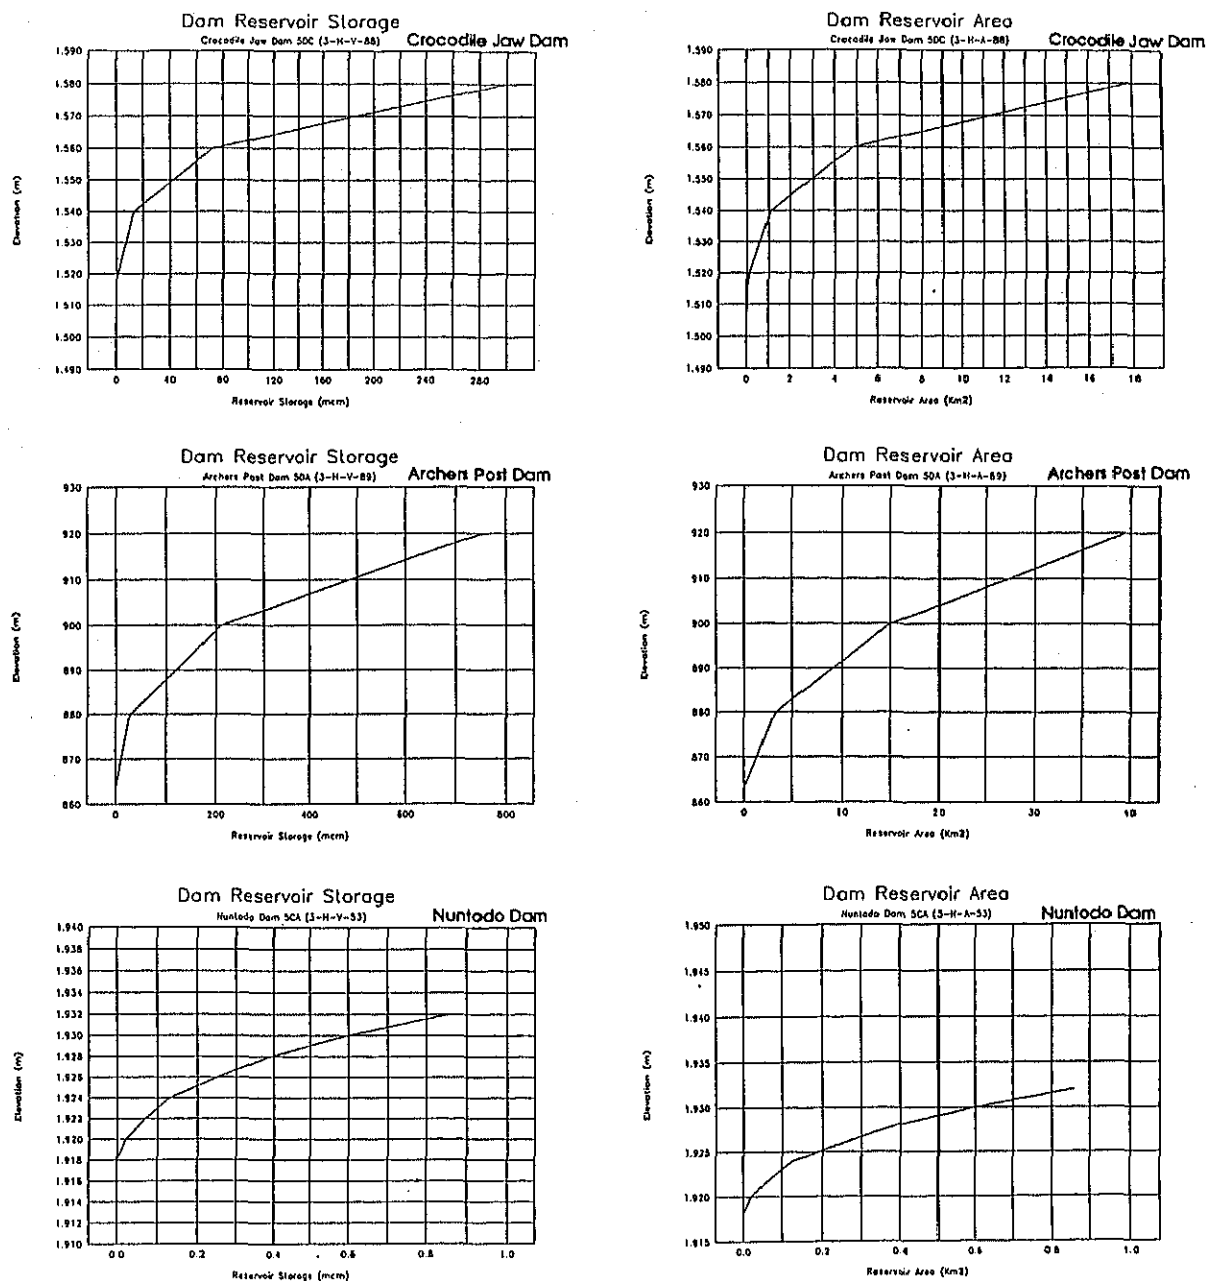 Dam Reservoir Storage
Crocodile Jaw Dam 5DC (3-H-V-88) Crocodile Jaw Dam
1.590
1.580
1.570
1.560
1.550
1.540
1.530
1.520
1.510
1.500
1.490
Elevation (m)
0 40 80 120 160 200 240 280
Reservoir Storage (mcm)
Dam Reservoir Area
Crocodile Jaw Dam 5DC (3-H-A-88) Crocodile Jaw Dam
1.590
1.580
1.570
1.560
1.550
1.540
1.530
1.520
1.510
1.500
1.490
Elevation (m)
0 2 4 6 8 10 12 14 16 18
Reservoir Area (Km2)
Dam Reservoir Storage
Archers Post Dam 5DA (3-H-V-89) Archers Post Dam
930
920
910
900
890
880
870
860
Elevation (m)
0 200 400 600 800
Reservoir Storage (mcm)
Dam Reservoir Area
Archers Post Dam 5DA (3-H-A-89) Archers Post Dam
930
920
910
900
890
880
870
860
Elevation (m)
0 10 20 30 40
Reservoir Area (Km2)
Dam Reservoir Storage
Nuntodo Dam 5CA (3-H-V-53) Nuntodo Dam
1.940
1.938
1.936
1.934
1.932
1.930
1.928
1.926
1.924
1.922
1.920
1.918
1.914
1.912
1.910
Elevation (m)
0.0 0.2 0.4 0.6 0.8 1.0
Reservoir Storage (mcm)
Dam Reservoir Area
Nuntodo Dam 5CA (3-H-A-53) Nuntodo Dam
1.950
1.945
1.940
1.935
1.930
1.925
1.920
1.915
Elevation (m)
0.0 0.2 0.4 0.6 0.8 1.0
Reservoir Area (Km2)